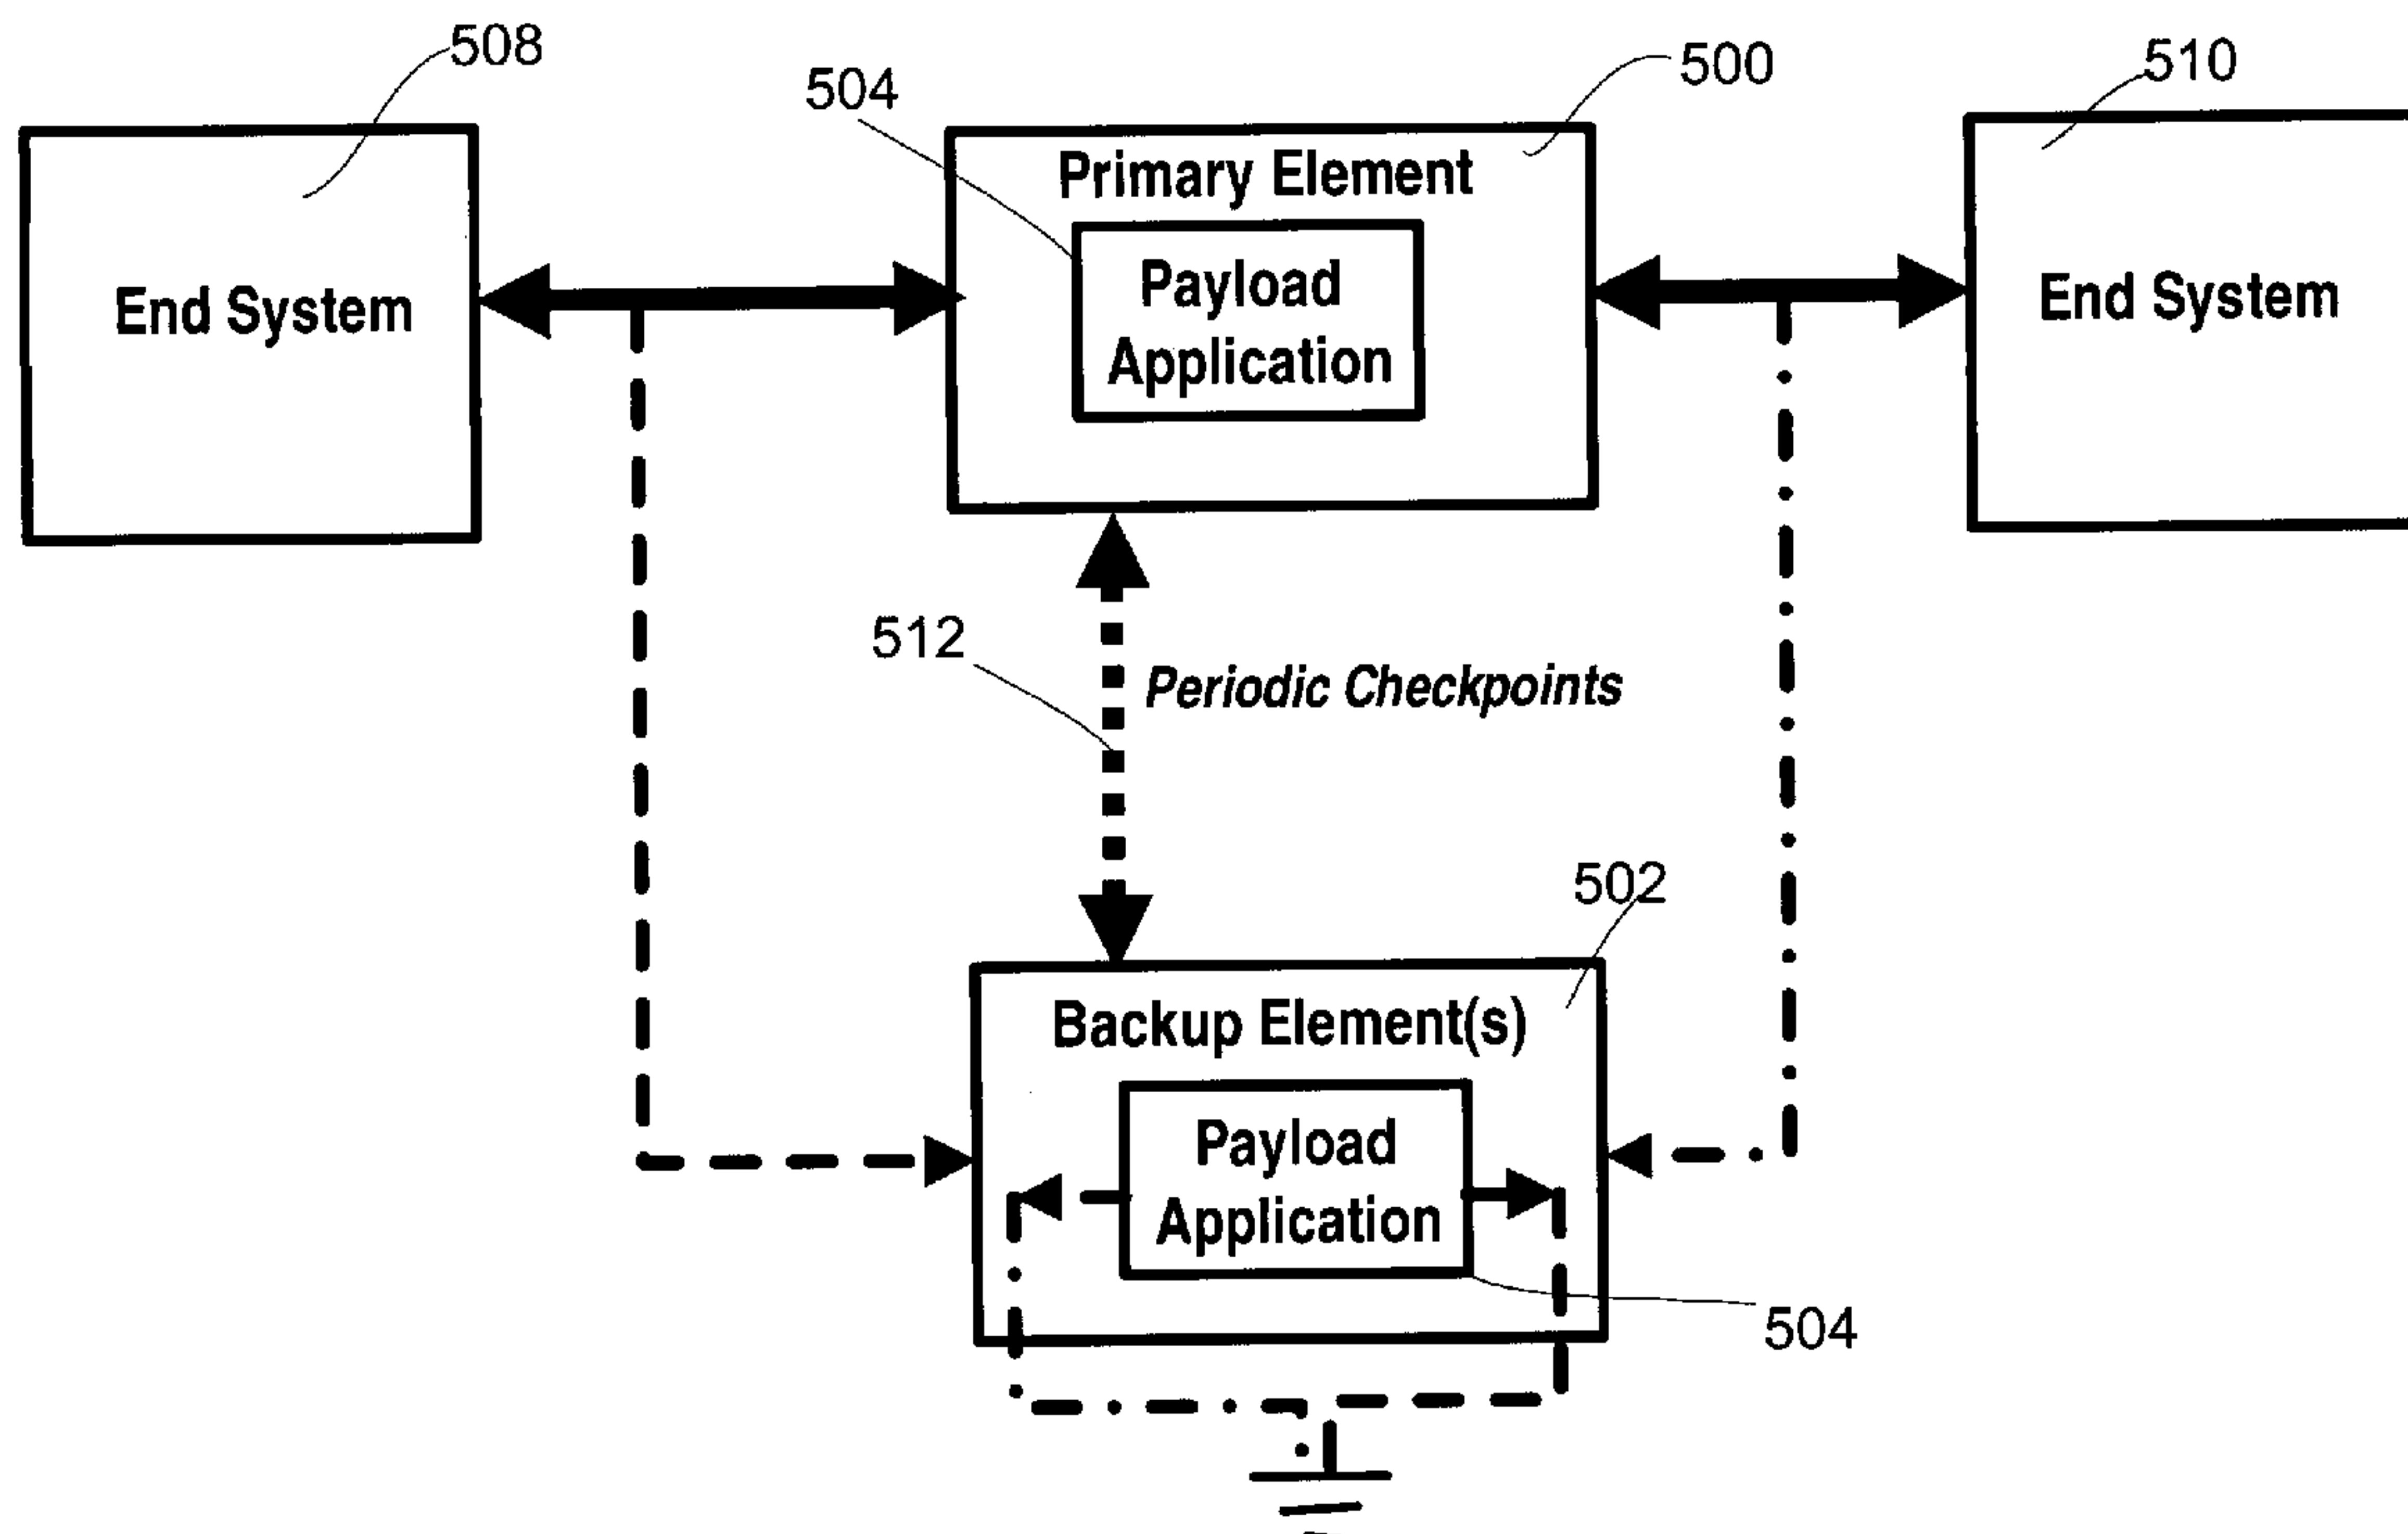 508
504
500
510
Primary Element
Payload
Application
End System
End System
512
Periodic Checkpoints
502
Backup Element(s)
Payload
Application
504